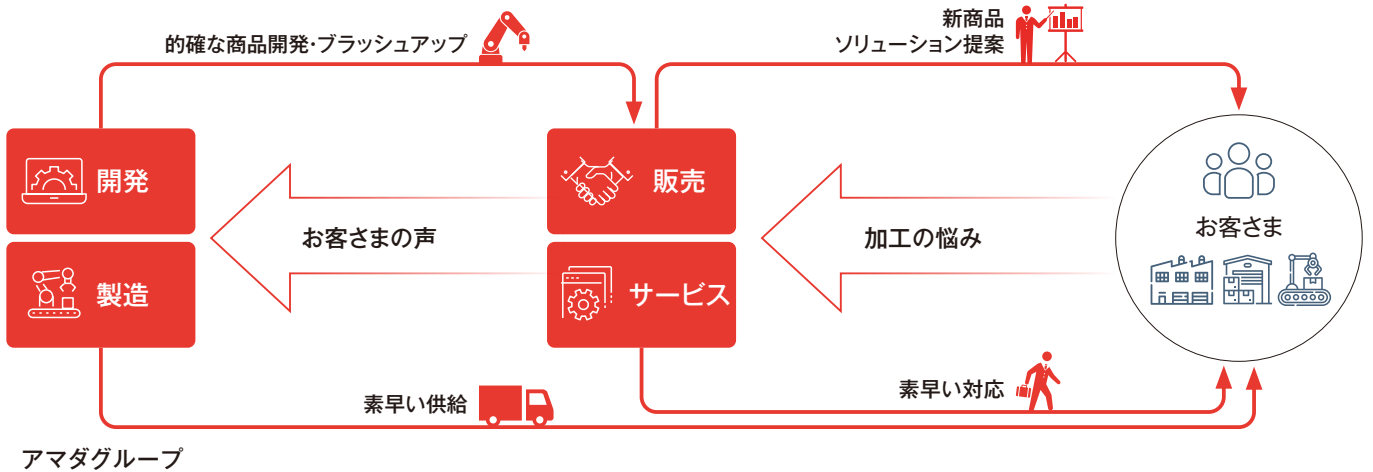 的確な商品開発・ブラッシュアップ
新商品
ソリューション提案
開発
製造
お客さまの声
販売
サービス
加工の悩み
お客さま
素早い供給
素早い対応
アマダグループ